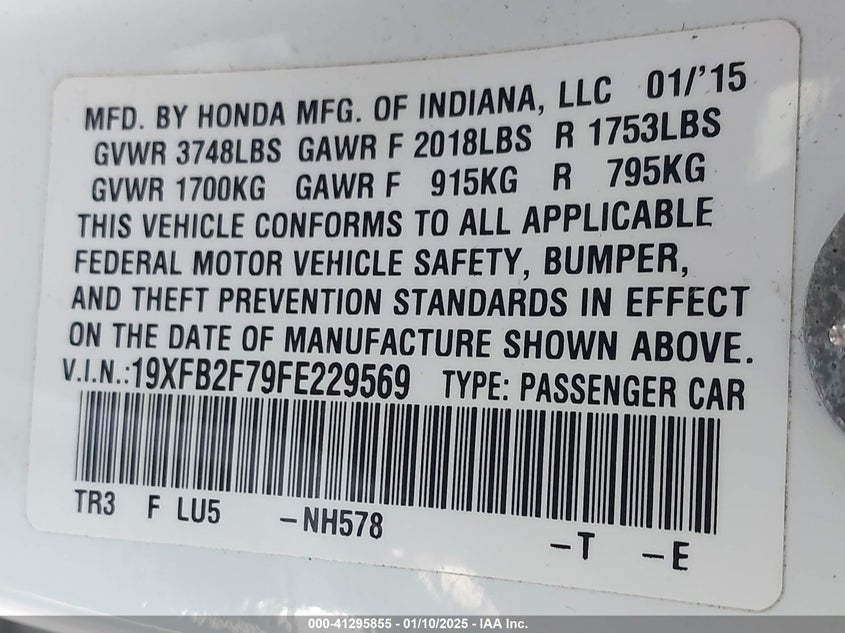 MFD. BY HONDA MFG. OF INDIANA, LLC 01/'15
GVWR 3748LBS GAWR F 2018LBS R 1753LBS
GVWR 1700KG GAWR F 915KG R 795KG
THIS VEHICLE CONFORMS TO ALL APPLICABLE
FEDERAL MOTOR VEHICLE SAFETY, BUMPER,
AND THEFT PREVENTION STANDARDS IN EFFECT
ON THE DATE OF MANUFACTURE SHOWN ABOVE.
V.I.N.:19XFB2F79FE229569 TYPE: PASSENGER CAR
TR3 F LU5 -NH578 -T -E
000-41295855 - 01/10/2025 - IAA Inc.